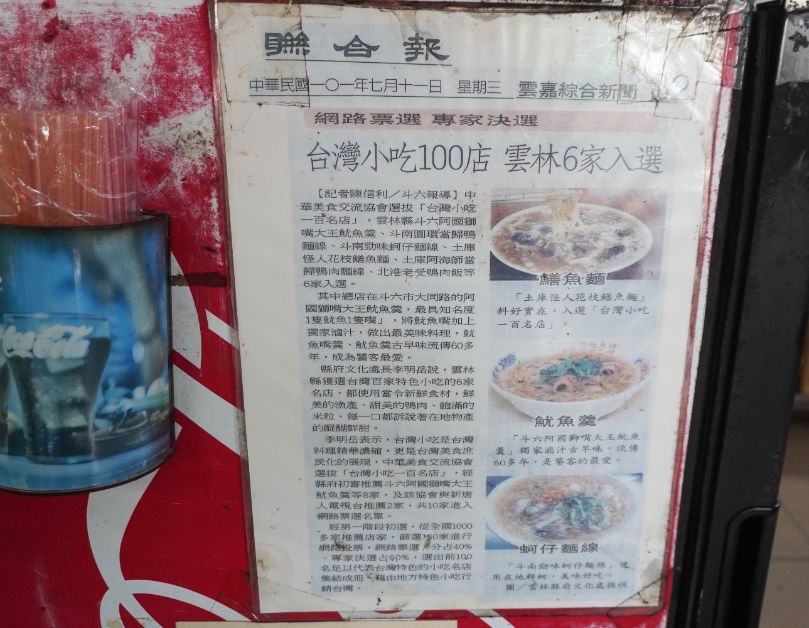 聯合報
中華民國一〇一年七月十一日 星期三 雲嘉綜合新聞
網路票選 專家決選
台灣小吃100店 雲林6家入選
【記者陳信利／斗六報導】中
華美食交流協會選拔「台灣小吃
一百名店」，雲林縣斗六阿國獅
嘴大王魷魚羹、斗南圓環當歸鴨
麵線、斗南勁味蚵仔麵線、土庫
怪人花枝鱔魚麵、土庫阿海師當
歸鴨肉麵線、北港老受鴨肉飯等
6家入選。
其中總店在斗六市大同路的阿
國獅嘴大王魷魚羹，最具知名度
1隻魷魚1隻嘴」，將魷魚嘴加上
獨家滷汁，做出最美味料理，魷
魚嘴羹、魷魚羹古早味流傳60多
年，成為饕客最愛。
縣府文化處長李明岳說，雲林
縣獲選台灣百家特色小吃的6家
名店，都使用當令新鮮食材，鮮
美的漁產、甜美的鴨肉、飽滿的
米粒，每一口都訴說著在地物產
的醍醐鮮甜。
李明岳表示，台灣小吃是台灣
料理精華濃縮，更是台灣美食庶
民化的展現，中華美食交流協會
選拔「台灣小吃一百名店」，經
縣府初審推薦斗六阿國獅嘴大王
魷魚羹等8家，及該協會與新唐
人電視台推薦2家，共10家進入
網路票選名單。
經第一階段初選，從全國1000
多家推薦店家，篩選150家進行
網路投票，網路票選分占40%
、專家決選占60%，選出前100
名足以代表台灣特色的小吃名店
集結成冊，藉由地方特色小吃行
銷台灣。
鱔魚麵
「土庫怪人花枝鱔魚麵」
料好實在，入選「台灣小吃
一百名店」。
魷魚羹
「斗六阿國獅嘴大王魷魚
羹」獨家滷汁古早味，流傳
60多年，是饕客的最愛。
蚵仔麵線
「斗南勁味蚵仔麵線」使
用在地鮮蚵，美味好吃。
圖／雲林縣府文化處提供
Coca-Cola